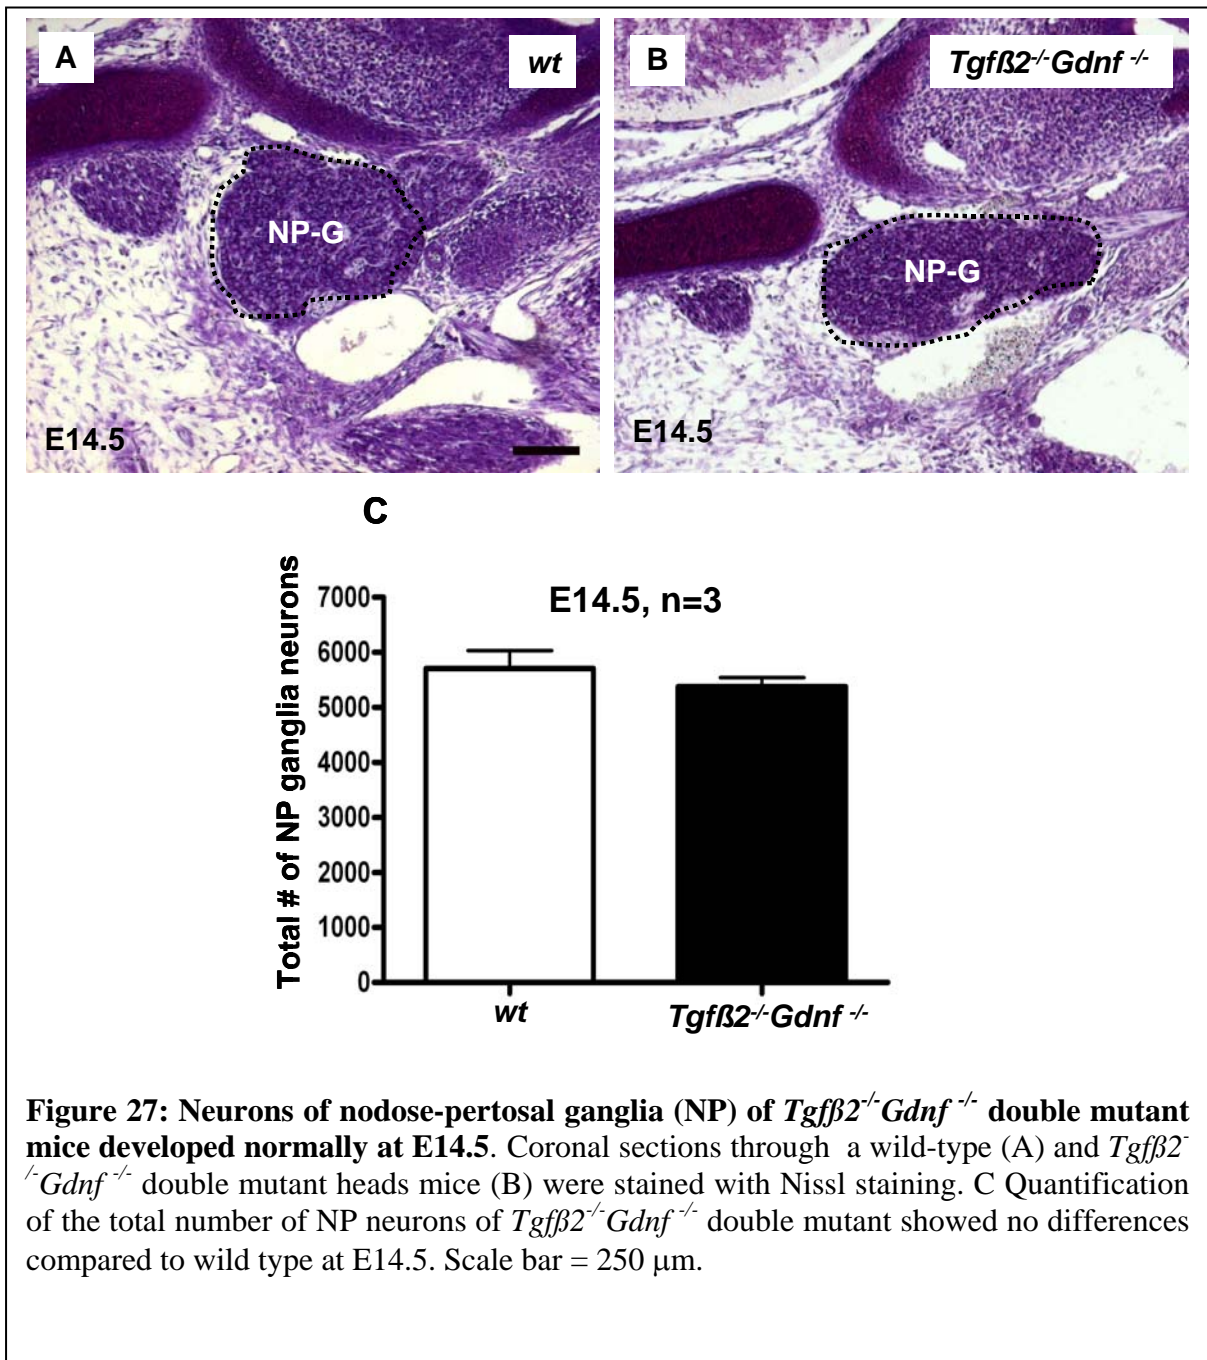 A
wt
B
Tgfß2-/-Gdnf -/-
NP-G
NP-G
E14.5
E14.5
C
E14.5, n=3
Total # of NP ganglia neurons
7000
6000
5000
4000
3000
2000
1000
0
wt
Tgfß2-/-Gdnf -/-
Figure 27: Neurons of nodose-pertosal ganglia (NP) of Tgfß2-/-Gdnf -/- double mutant
mice developed normally at E14.5. Coronal sections through a wild-type (A) and Tgfß2-
/-Gdnf -/- double mutant heads mice (B) were stained with Nissl staining. C Quantification
of the total number of NP neurons of Tgfß2-/-Gdnf -/- double mutant showed no differences
compared to wild type at E14.5. Scale bar = 250 µm.